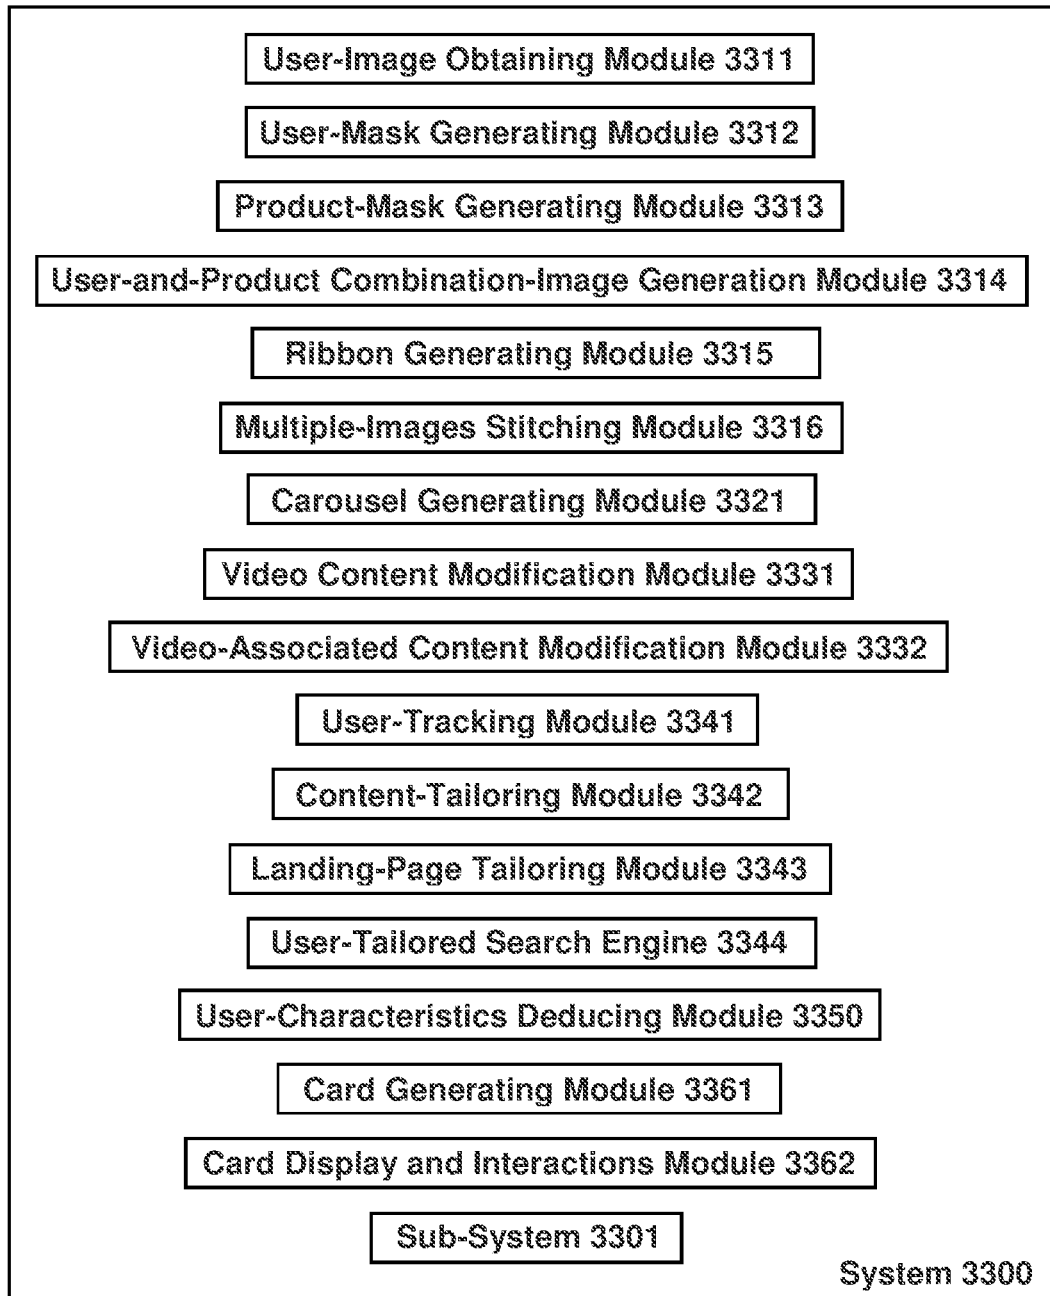 User-Image Obtaining Module 3311
User-Mask Generating Module 3312
Product-Mask Generating Module 3313
User-and-Product Combination-Image Generation Module 3314
Ribbon Generating Module 3315
Multiple-Images Stitching Module 3316
Carousel Generating Module 3321
Video Content Modification Module 3331
Video-Associated Content Modification Module 3332
User-Tracking Module 3341
Content-Tailoring Module 3342
Landing-Page Tailoring Module 3343
User-Tailored Search Engine 3344
User-Characteristics Deducing Module 3350
Card Generating Module 3361
Card Display and Interactions Module 3362
Sub-System 3301
System 3300